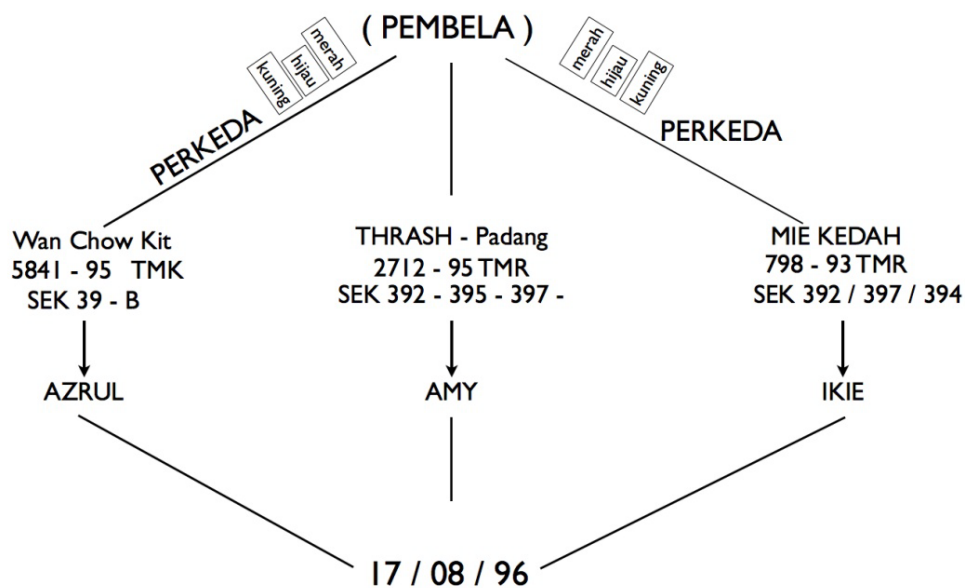 ( PEMBELA )
kuning
hijau
merah
merah
hijau
kuning
PERKEDA
PERKEDA
Wan Chow Kit
5841 - 95 TMK
SEK 39 - B
THRASH - Padang
2712 - 95 TMR
SEK 392 - 395 - 397 -
MIE KEDAH
798 - 93 TMR
SEK 392 / 397 / 394
AZRUL
AMY
IKIE
17 / 08 / 96